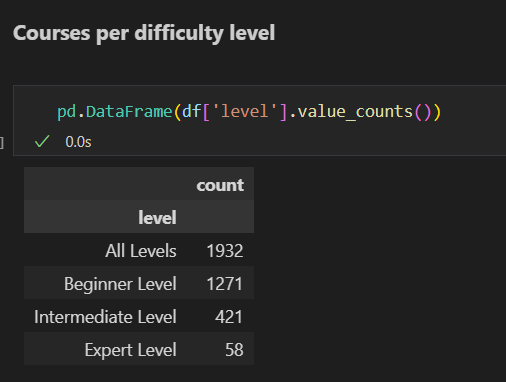 Courses per difficulty level
pd.DataFrame(df['level'].value_counts())
] ✓ 0.0s
count
level
All Levels 1932
Beginner Level 1271
Intermediate Level 421
Expert Level 58